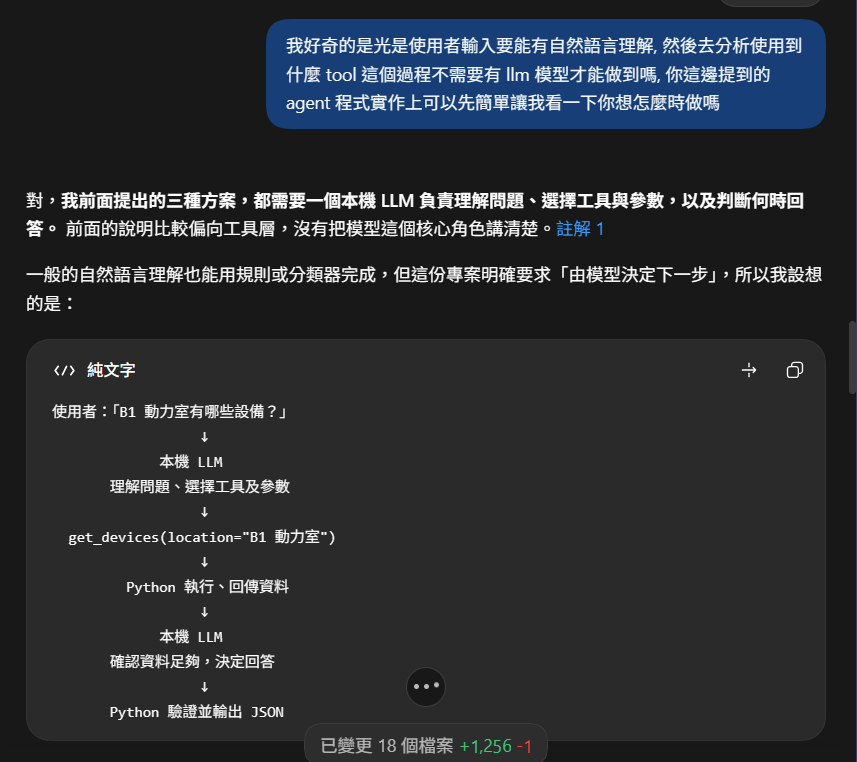 我好奇的是光是使用者輸入要能有自然語言理解, 然後去分析使用到
什麼 tool 這個過程不需要有 llm 模型才能做到嗎, 你這邊提到的
agent 程式實作上可以先簡單讓我看一下你想怎麼時做嗎
對，我前面提出的三種方案，都需要一個本機 LLM 負責理解問題、選擇工具與參數，以及判斷何時回
答。 前面的說明比較偏向工具層，沒有把模型這個核心角色講清楚。註解 1
一般的自然語言理解也能用規則或分類器完成，但這份專案明確要求「由模型決定下一步」，所以我設想
的是：
</> 純文字
使用者：「B1 動力室有哪些設備？」
↓
本機 LLM
理解問題、選擇工具及參數
↓
get_devices(location="B1 動力室")
↓
Python 執行、回傳資料
↓
本機 LLM
確認資料足夠，決定回答
↓
Python 驗證並輸出 JSON
已變更 18 個檔案 +1,256 -1